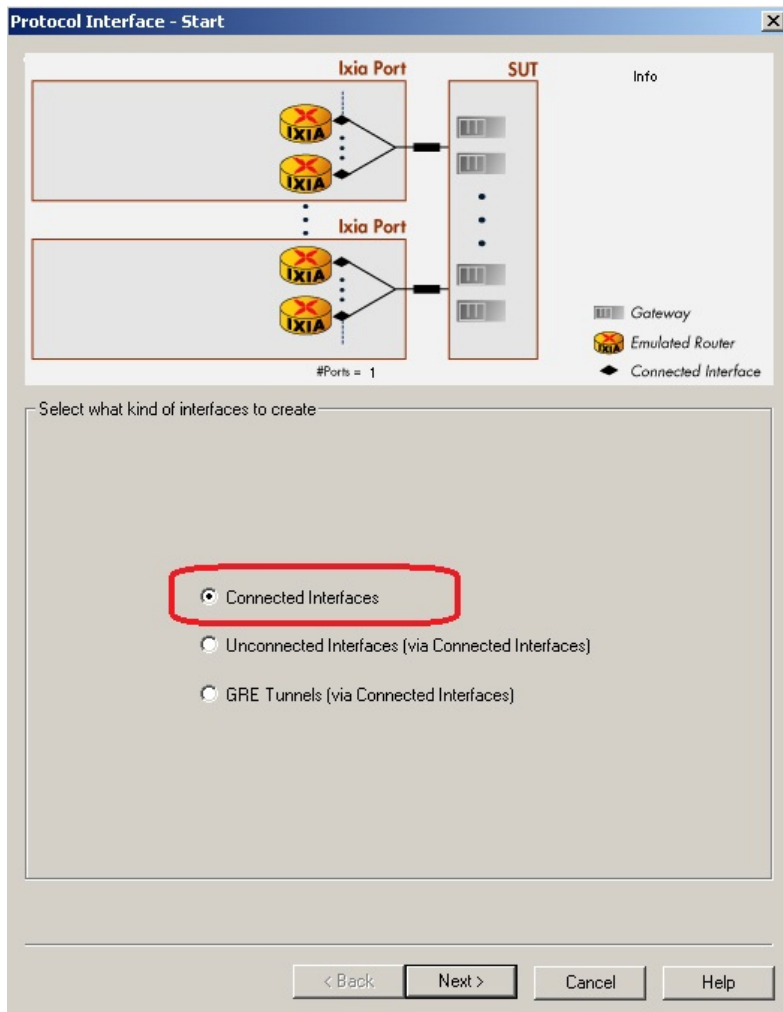 Protocol Interface - Start
Ixia Port
SUT
Info
IXIA
IXIA
Ixia Port
IXIA
IXIA
Gateway
IXIA
Emulated Router
Connected Interface
#Ports = 1
Select what kind of interfaces to create
Connected Interfaces
Unconnected Interfaces (via Connected Interfaces)
GRE Tunnels (via Connected Interfaces)
< Back
Next >
Cancel
Help